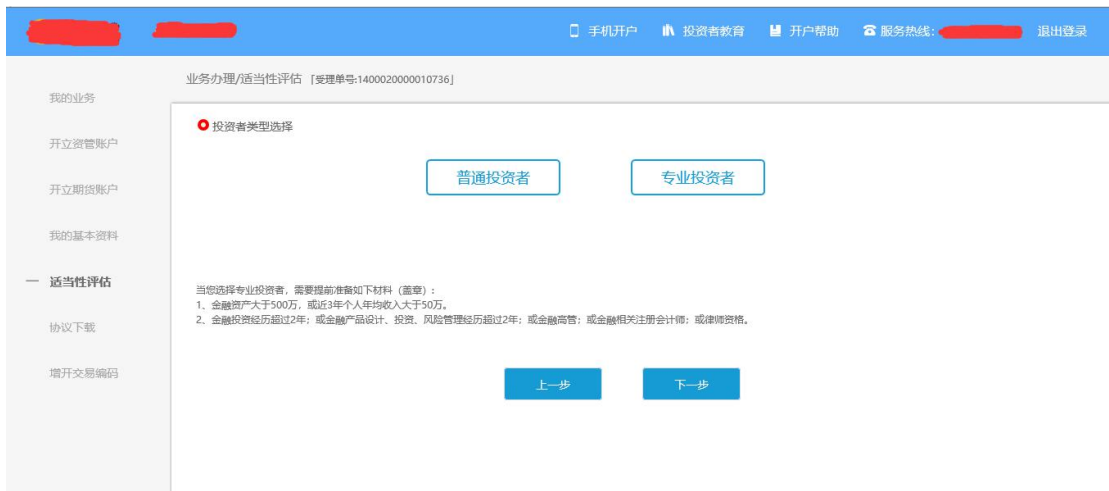 手机开户 投资者教育 开户帮助 服务热线: 退出登录
业务办理/适当性评估「受理单号:1400020000010736」
我的业务
开立资管账户
开立期货账户
我的基本资料
适当性评估
协议下载
增开交易编码
投资者类型选择
普通投资者 专业投资者
当您选择专业投资者，需要提前准备如下材料（盖章）:
1、金融资产大于500万，或近3年个人年均收入大于50万。
2、金融投资经历超过2年；或金融产品设计、投资、风险管理经历超过2年；或金融高管；或金融相关注册会计师；或律师资格。
上一步 下一步